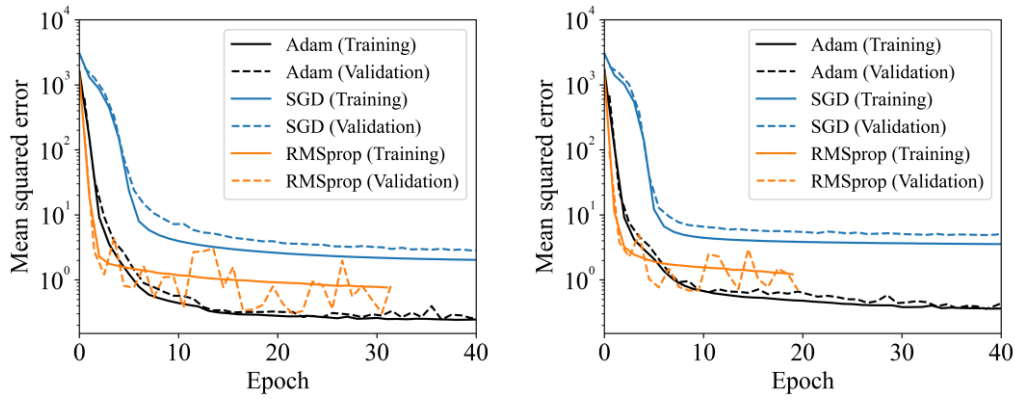 Mean squared error
10^4
10^3
10^2
10^1
10^0
Adam (Training)
Adam (Validation)
SGD (Training)
SGD (Validation)
RMSprop (Training)
RMSprop (Validation)
0 10 20 30 40
Epoch
Mean squared error
10^4
10^3
10^2
10^1
10^0
Adam (Training)
Adam (Validation)
SGD (Training)
SGD (Validation)
RMSprop (Training)
RMSprop (Validation)
0 10 20 30 40
Epoch